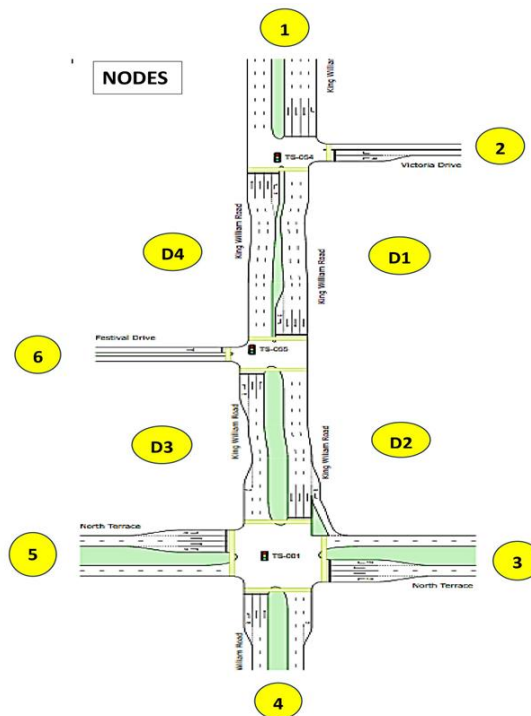 1
NODES
King Willia
TS-054
2
Victoria Drive
King William Road
King William Road
D4
D1
Festival Drive
TS-055
6
King William Road
King William Road
D3
D2
North Terrace
5
TS-001
3
North Terrace
William Road
4